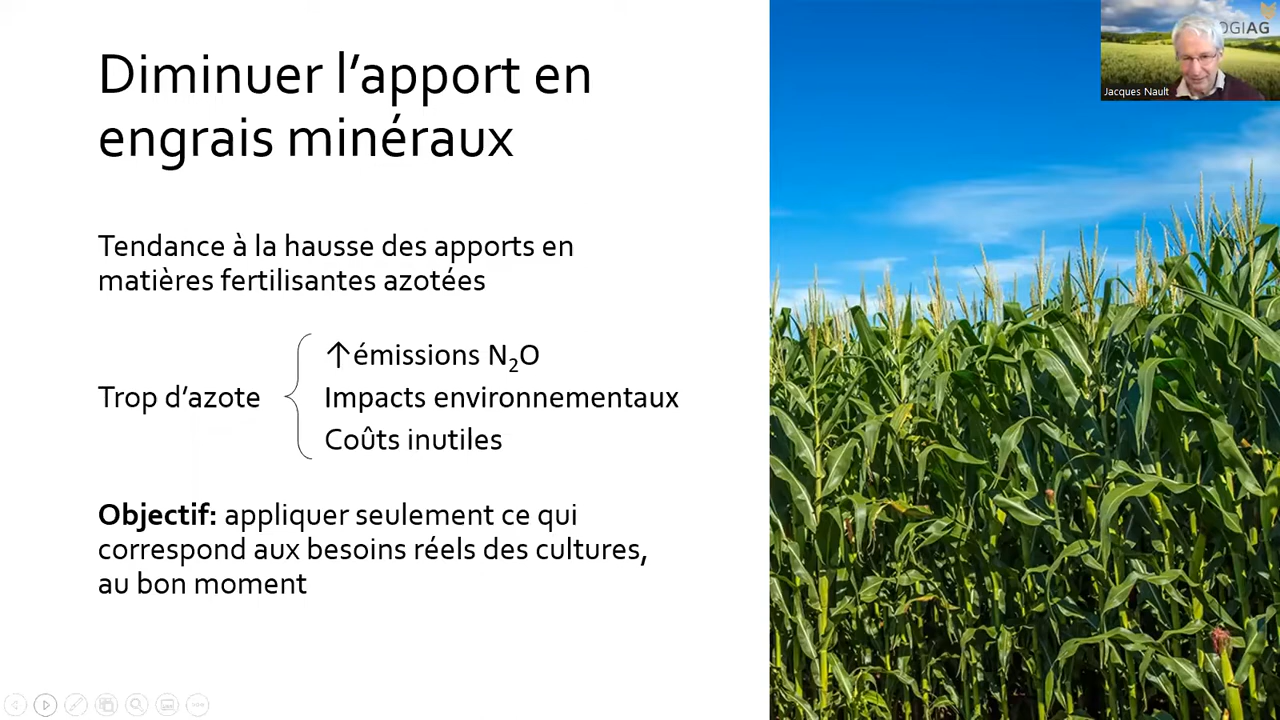 Diminuer l’apport en
engrais minéraux
Tendance à la hausse des apports en
matières fertilisantes azotées
Trop d’azote
↑émissions N₂O
Impacts environnementaux
Coûts inutiles
Objectif: appliquer seulement ce qui
correspond aux besoins réels des cultures,
au bon moment
OGIAG
Jacques Nault